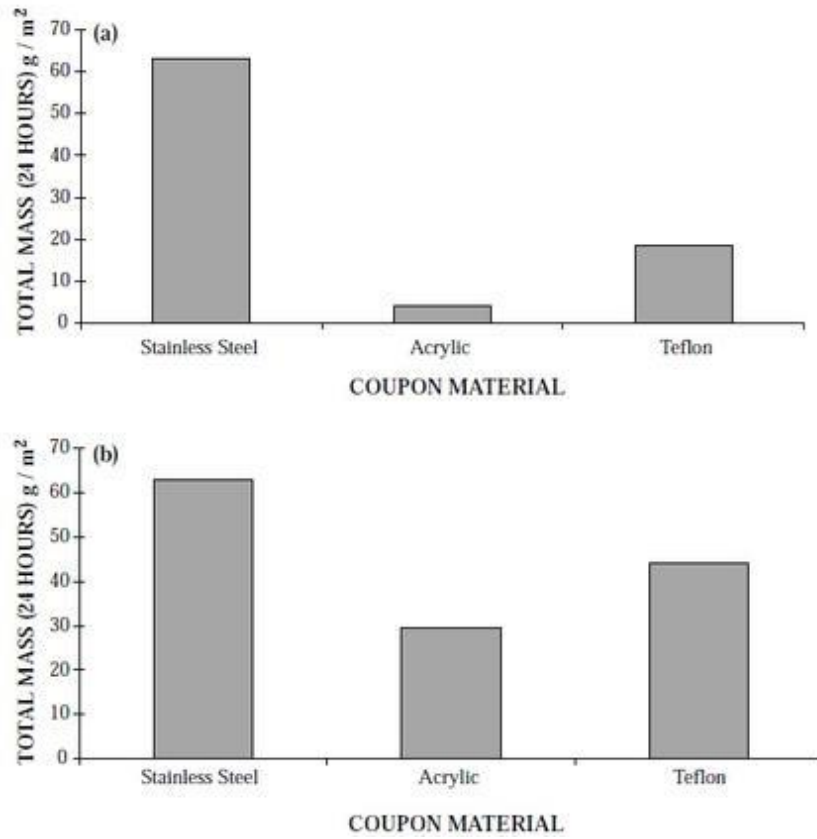 (a)
TOTAL MASS (24 HOURS) g / m²
70
60
50
40
30
20
10
0
Stainless Steel Acrylic Teflon
COUPON MATERIAL
(b)
TOTAL MASS (24 HOURS) g / m²
70
60
50
40
30
20
10
0
Stainless Steel Acrylic Teflon
COUPON MATERIAL